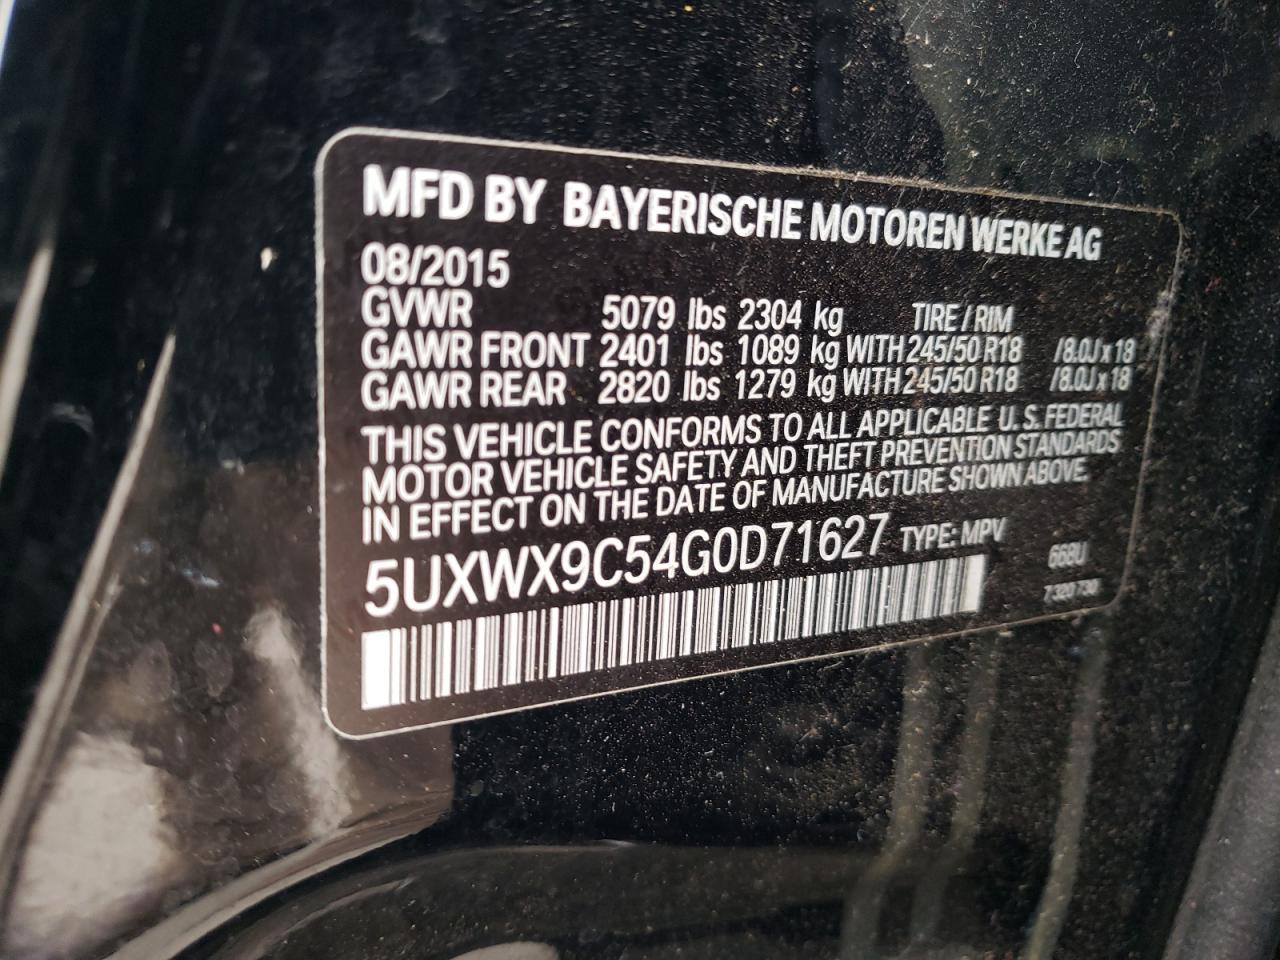 MFD BY BAYERISCHE MOTOREN WERKE AG
08/2015
GVWR 5079 lbs 2304 kg TIRE / RIM
GAWR FRONT 2401 lbs 1089 kg WITH 245/50 R18 / 8.0J x 18
GAWR REAR 2820 lbs 1279 kg WITH 245/50 R18 / 8.0J x 18
THIS VEHICLE CONFORMS TO ALL APPLICABLE U.S. FEDERAL
MOTOR VEHICLE SAFETY AND THEFT PREVENTION STANDARDS
IN EFFECT ON THE DATE OF MANUFACTURE SHOWN ABOVE.
5UXWX9C54G0D71627 TYPE: MPV
668U